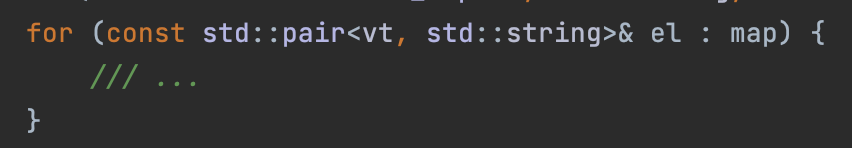 for (const std::pair<vt, std::string>& el : map) {
    /// ...
}